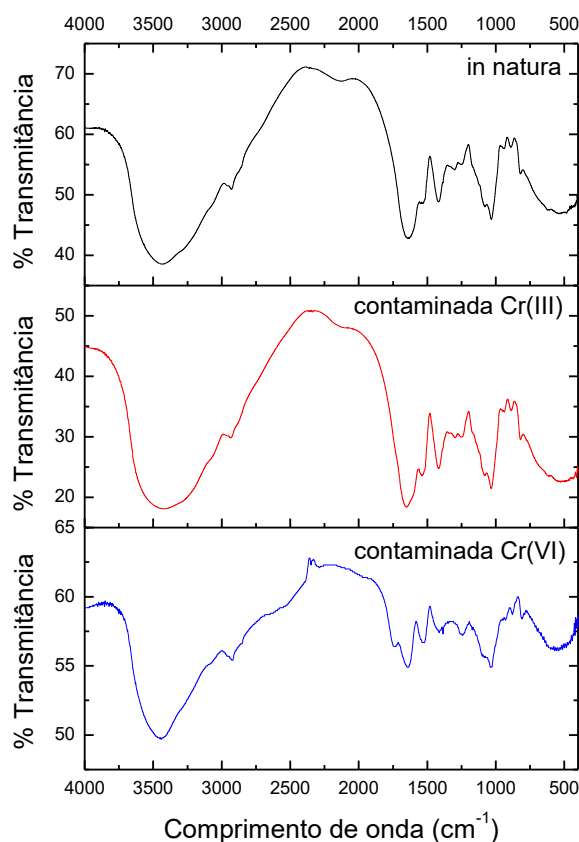 4000 3500 3000 2500 2000 1500 1000 500
in natura
70
60
50
40
% Transmitância
contaminada Cr(III)
50
40
30
20
% Transmitância
contaminada Cr(VI)
65
60
55
50
% Transmitância
4000 3500 3000 2500 2000 1500 1000 500
Comprimento de onda (cm⁻¹)